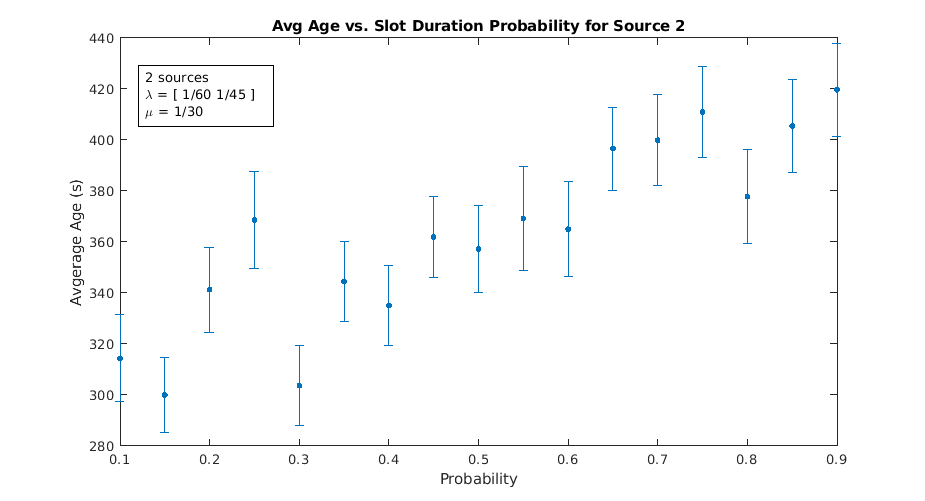 Avg Age vs. Slot Duration Probability for Source 2
440
420
400
380
360
340
320
300
280
Avgerage Age (s)
2 sources
λ = [ 1/60 1/45 ]
μ = 1/30
0.1 0.2 0.3 0.4 0.5 0.6 0.7 0.8 0.9
Probability